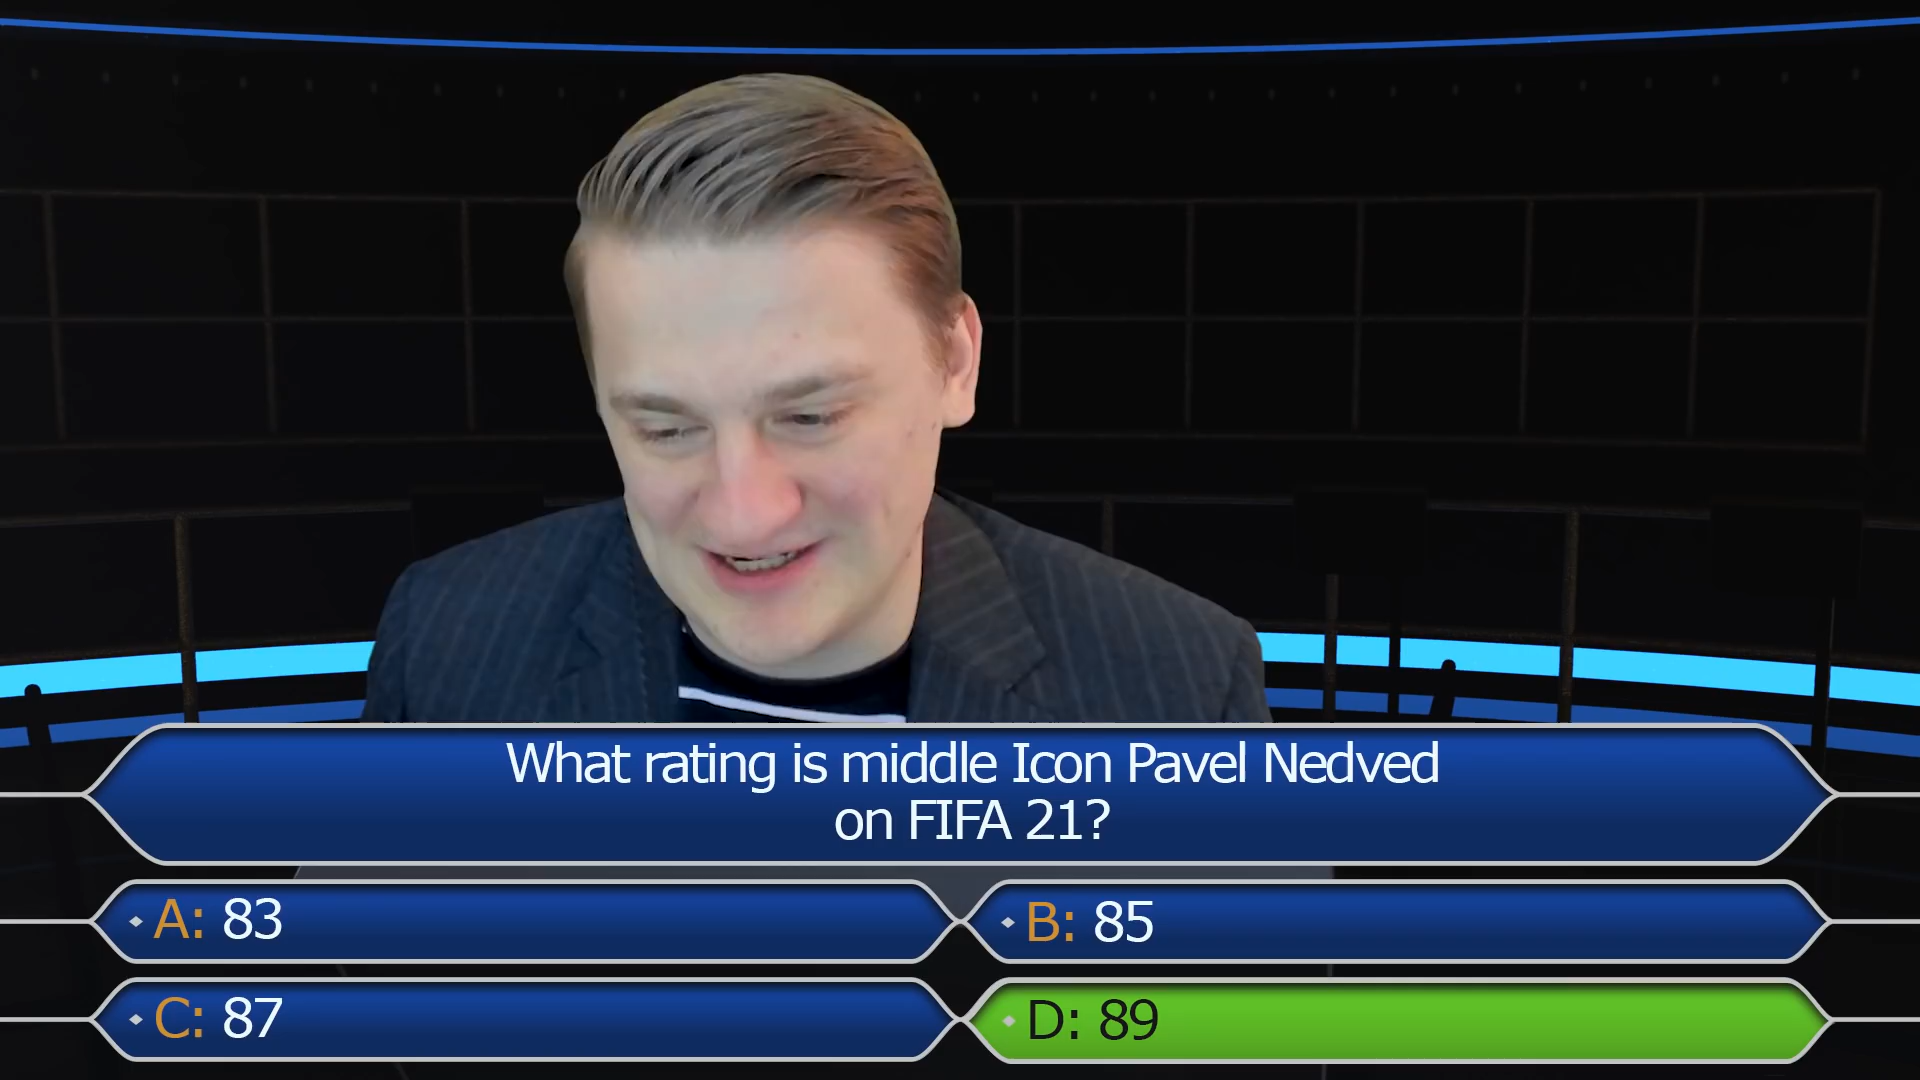 What rating is middle Icon Pavel Nedved
on FIFA 21?
A: 83
B: 85
C: 87
D: 89